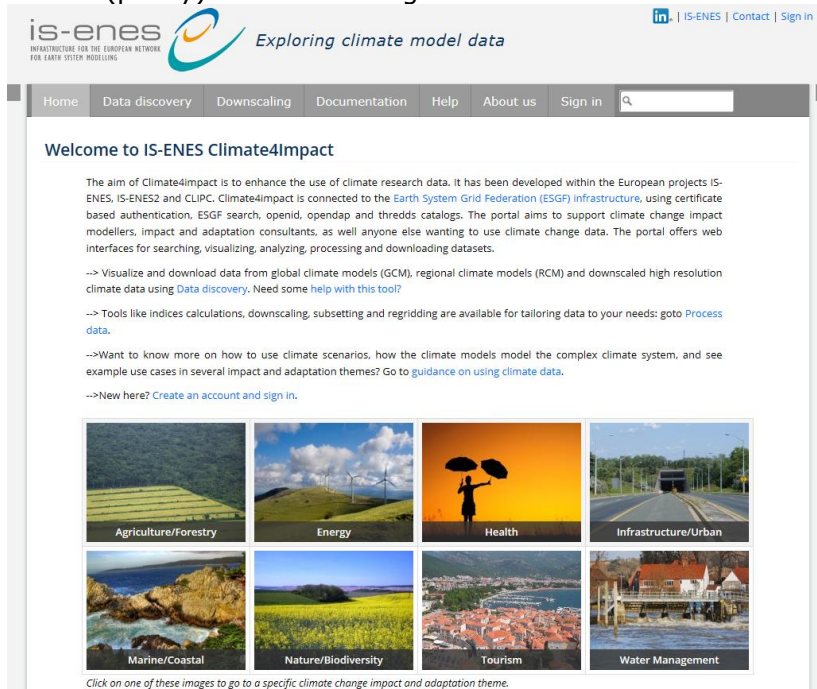 is-enes
INFRASTRUCTURE FOR THE EUROPEAN NETWORK
FOR EARTH SYSTEM MODELLING
Exploring climate model data
in. | IS-ENES | Contact | Sign in
Home Data discovery Downscaling Documentation Help About us Sign in
Welcome to IS-ENES Climate4Impact
The aim of Climate4impact is to enhance the use of climate research data. It has been developed within the European projects IS-
ENES, IS-ENES2 and CLIPC. Climate4impact is connected to the Earth System Grid Federation (ESGF) infrastructure, using certificate
based authentication, ESGF search, openid, opendap and thredds catalogs. The portal aims to support climate change impact
modellers, impact and adaptation consultants, as well anyone else wanting to use climate change data. The portal offers web
interfaces for searching, visualizing, analyzing, processing and downloading datasets.
--> Visualize and download data from global climate models (GCM), regional climate models (RCM) and downscaled high resolution
climate data using Data discovery. Need some help with this tool?
--> Tools like indices calculations, downscaling, subsetting and regridding are available for tailoring data to your needs: goto Process
data.
-->Want to know more on how to use climate scenarios, how the climate models model the complex climate system, and see
example use cases in several impact and adaptation themes? Go to guidance on using climate data.
-->New here? Create an account and sign in.
Agriculture/Forestry Energy Health Infrastructure/Urban
Marine/Coastal Nature/Biodiversity Tourism Water Management
Click on one of these images to go to a specific climate change impact and adaptation theme.